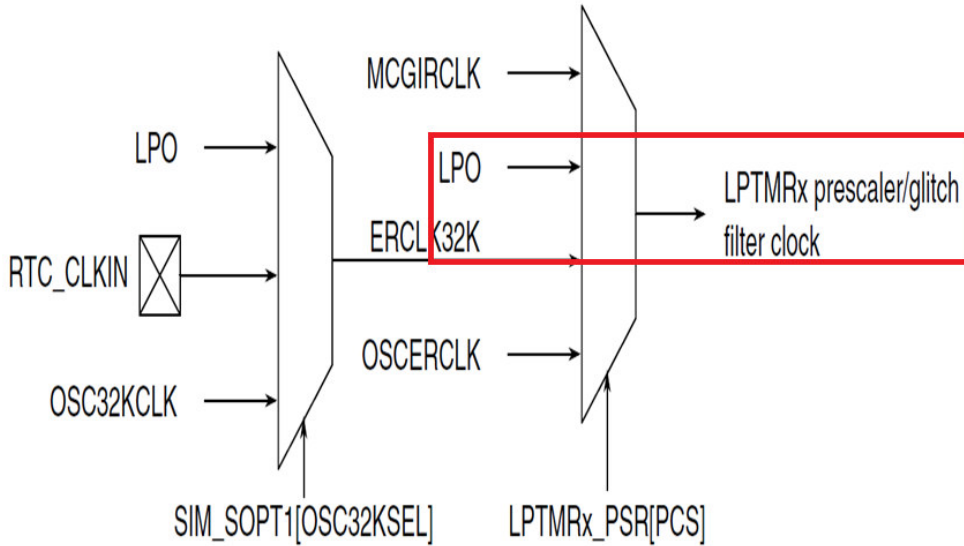 MCGIRCLK
LPO
LPO
LPTMRx prescaler/glitch
filter clock
ERCLK32K
RTC_CLKIN
OSCERCLK
OSC32KCLK
SIM_SOPT1[OSC32KSEL]
LPTMRx_PSR[PCS]